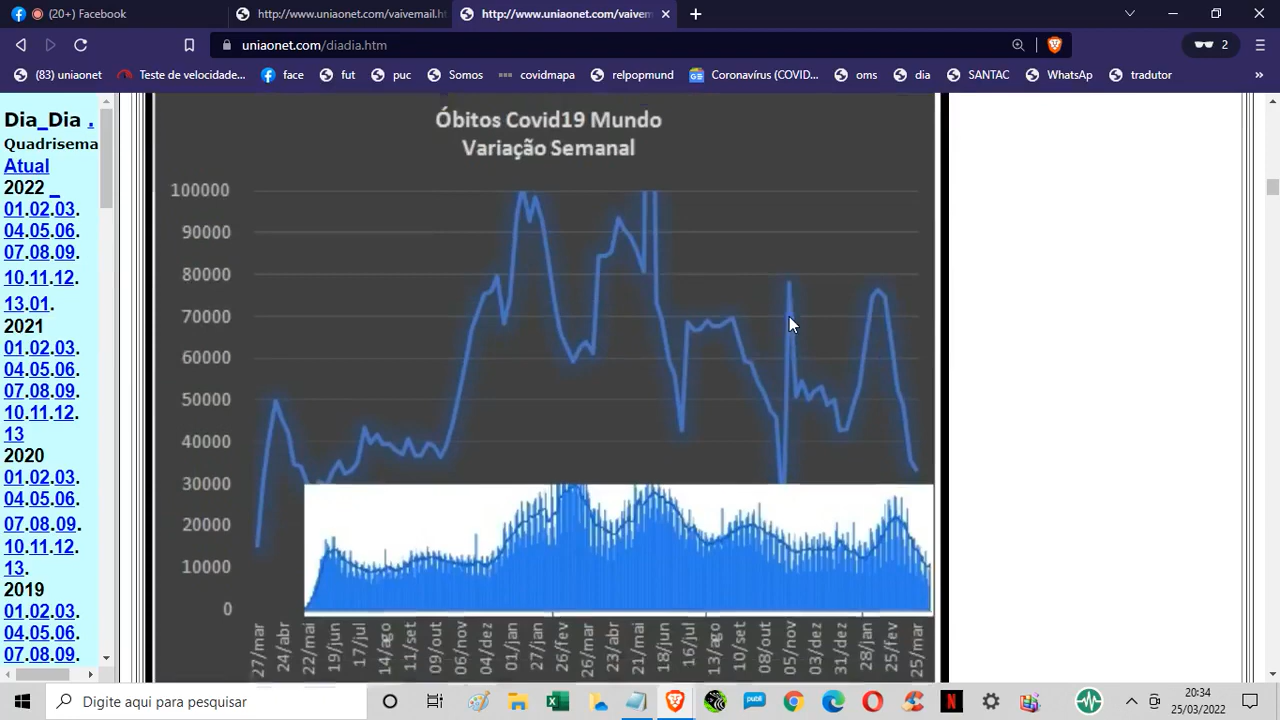 (20+) Facebook
http://www.uniaonet.com/vaivemail.h
http://www.uniaonet.com/vaivem
uniaonet.com/diadia.htm
2
(83) uniaonet
Teste de velocidade...
face
fut
puc
Somos
covidmapa
relpopmund
Coronavírus (COVID...
oms
dia
SANTAC
WhatsApp
tradutor
»
Dia_Dia .
Quadrisema
Atual
2022 _
01.02.03.
04.05.06.
07.08.09.
10.11.12.
13.01.
2021
01.02.03.
04.05.06.
07.08.09.
10.11.12.
13
2020
01.02.03.
04.05.06.
07.08.09.
10.11.12.
13.
2019
01.02.03.
04.05.06.
07.08.09.
Óbitos Covid19 Mundo
Variação Semanal
100000
90000
80000
70000
60000
50000
40000
30000
20000
10000
0
27/mar
24/abr
22/mai
19/jun
17/jul
14/ago
11/set
09/out
06/nov
04/dez
01/jan
27/jan
26/fev
26/mar
23/abr
21/mai
18/jun
16/jul
13/ago
10/set
08/out
05/nov
03/dez
31/dez
28/jan
25/fev
25/mar
Digite aqui para pesquisar
publ
20:34
25/03/2022